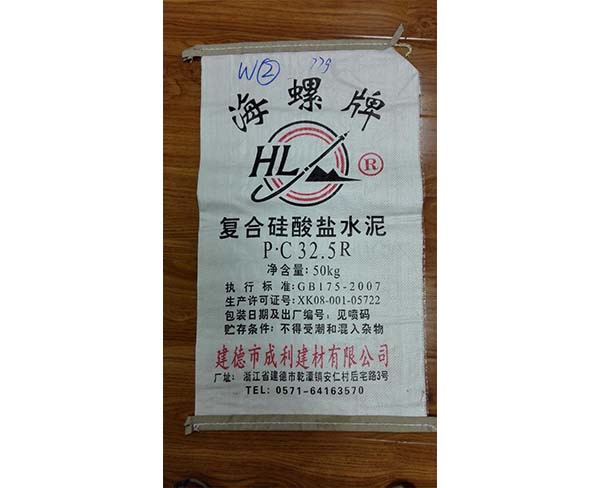 W② 229
海螺牌
HL ®
复合硅酸盐水泥
P·C 32.5R
净含量:50kg
执行标准:GB175-2007
生产许可证号:XK08-001-05722
包装日期及出厂编号:见喷码
贮存条件:不得受潮和混入杂物
建德市成利建材有限公司
厂址:浙江省建德市乾潭镇安仁村后宅路3号
TEL: 0571-64163570